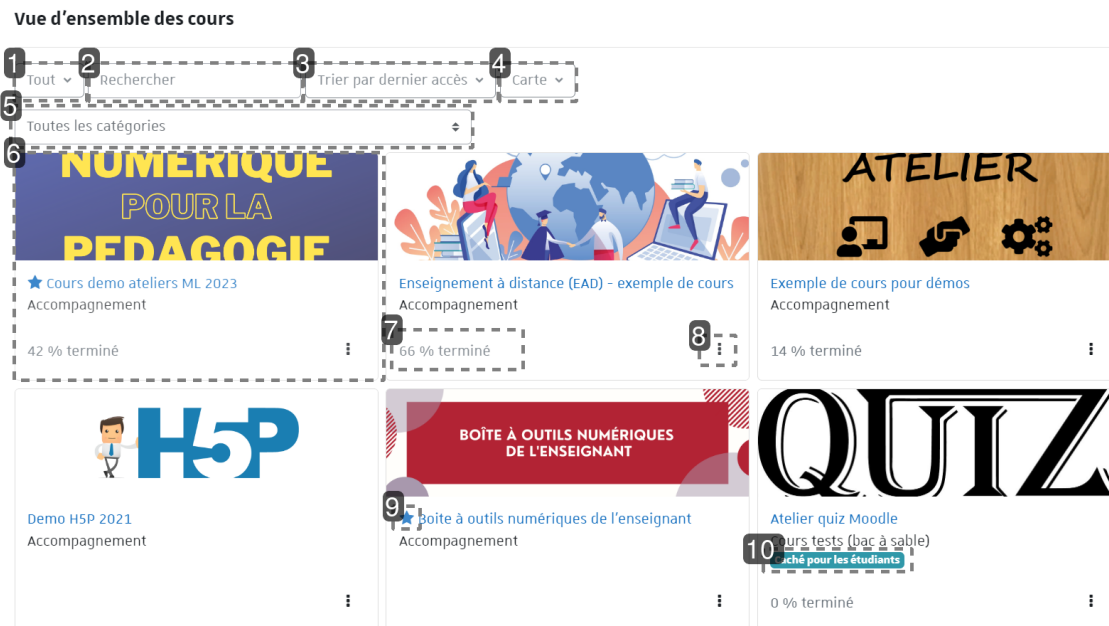 Vue d'ensemble des cours
1 Tout 2 Rechercher 3 Trier par dernier accès 4 Carte
5 Toutes les catégories
6
NUMERIQUE
POUR LA
PEDAGOGIE
ATELIER
Cours demo ateliers ML 2023
Accompagnement
42 % terminé
Enseignement à distance (EAD) - exemple de cours
Accompagnement
7 66 % terminé 8
Exemple de cours pour démos
Accompagnement
14 % terminé
H5P
Demo H5P 2021
Accompagnement
BOÎTE À OUTILS NUMÉRIQUES
DE L'ENSEIGNANT
9 Boite à outils numériques de l'enseignant
Accompagnement
QUIZ
Atelier quiz Moodle
Cours tests (bac à sable)
10 Caché pour les étudiants
0 % terminé